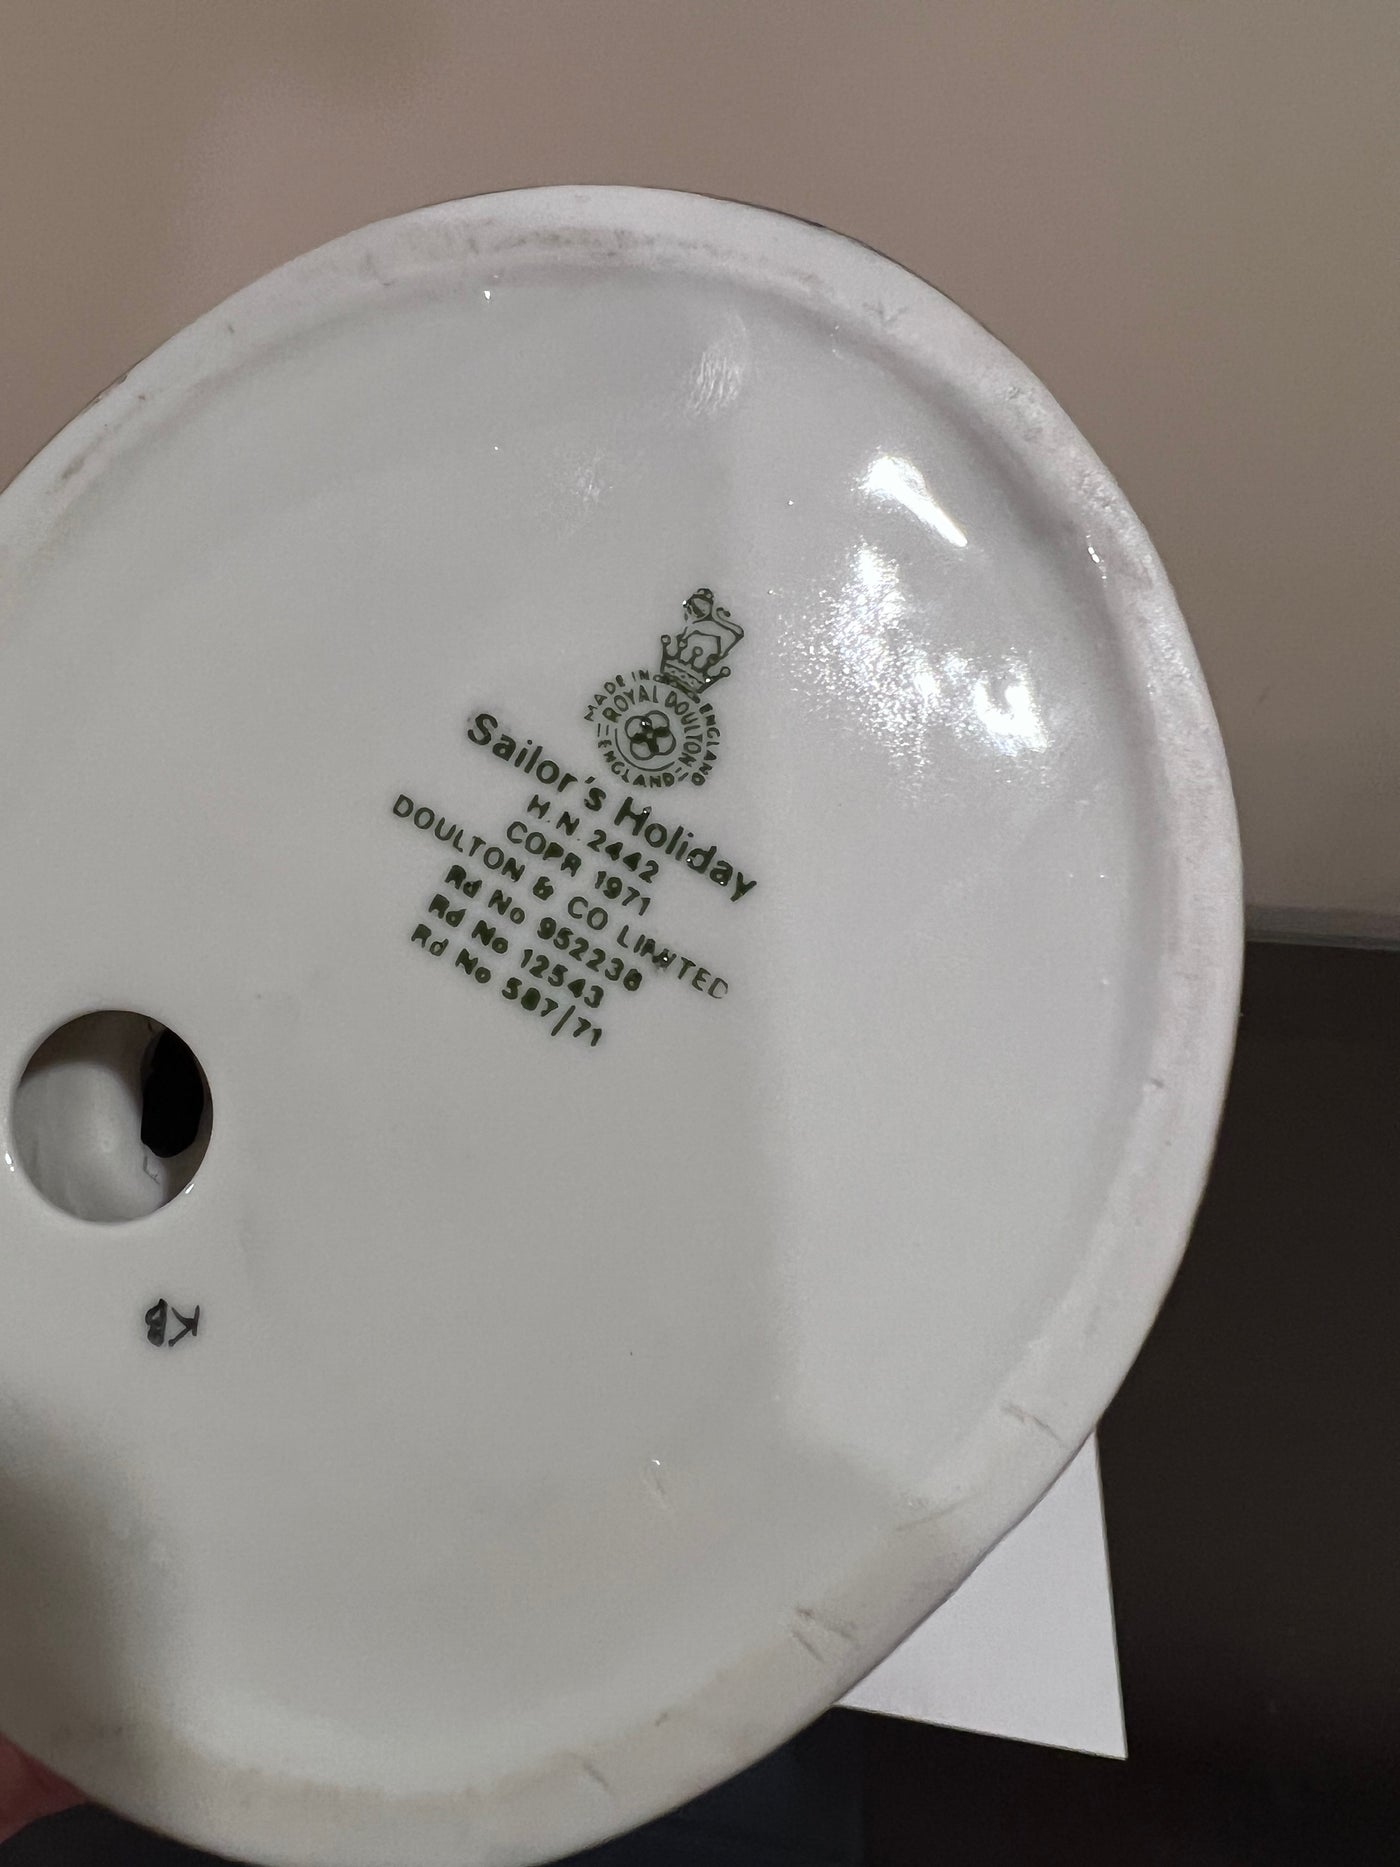 MADE IN ENGLAND
ROYAL DOULTON
ENGLAND
Sailor's Holiday
H.N. 2442
COPR 1971
DOULTON & CO LIMITED
Rd No 952238
Rd No 12543
Rd No 587/71
KB